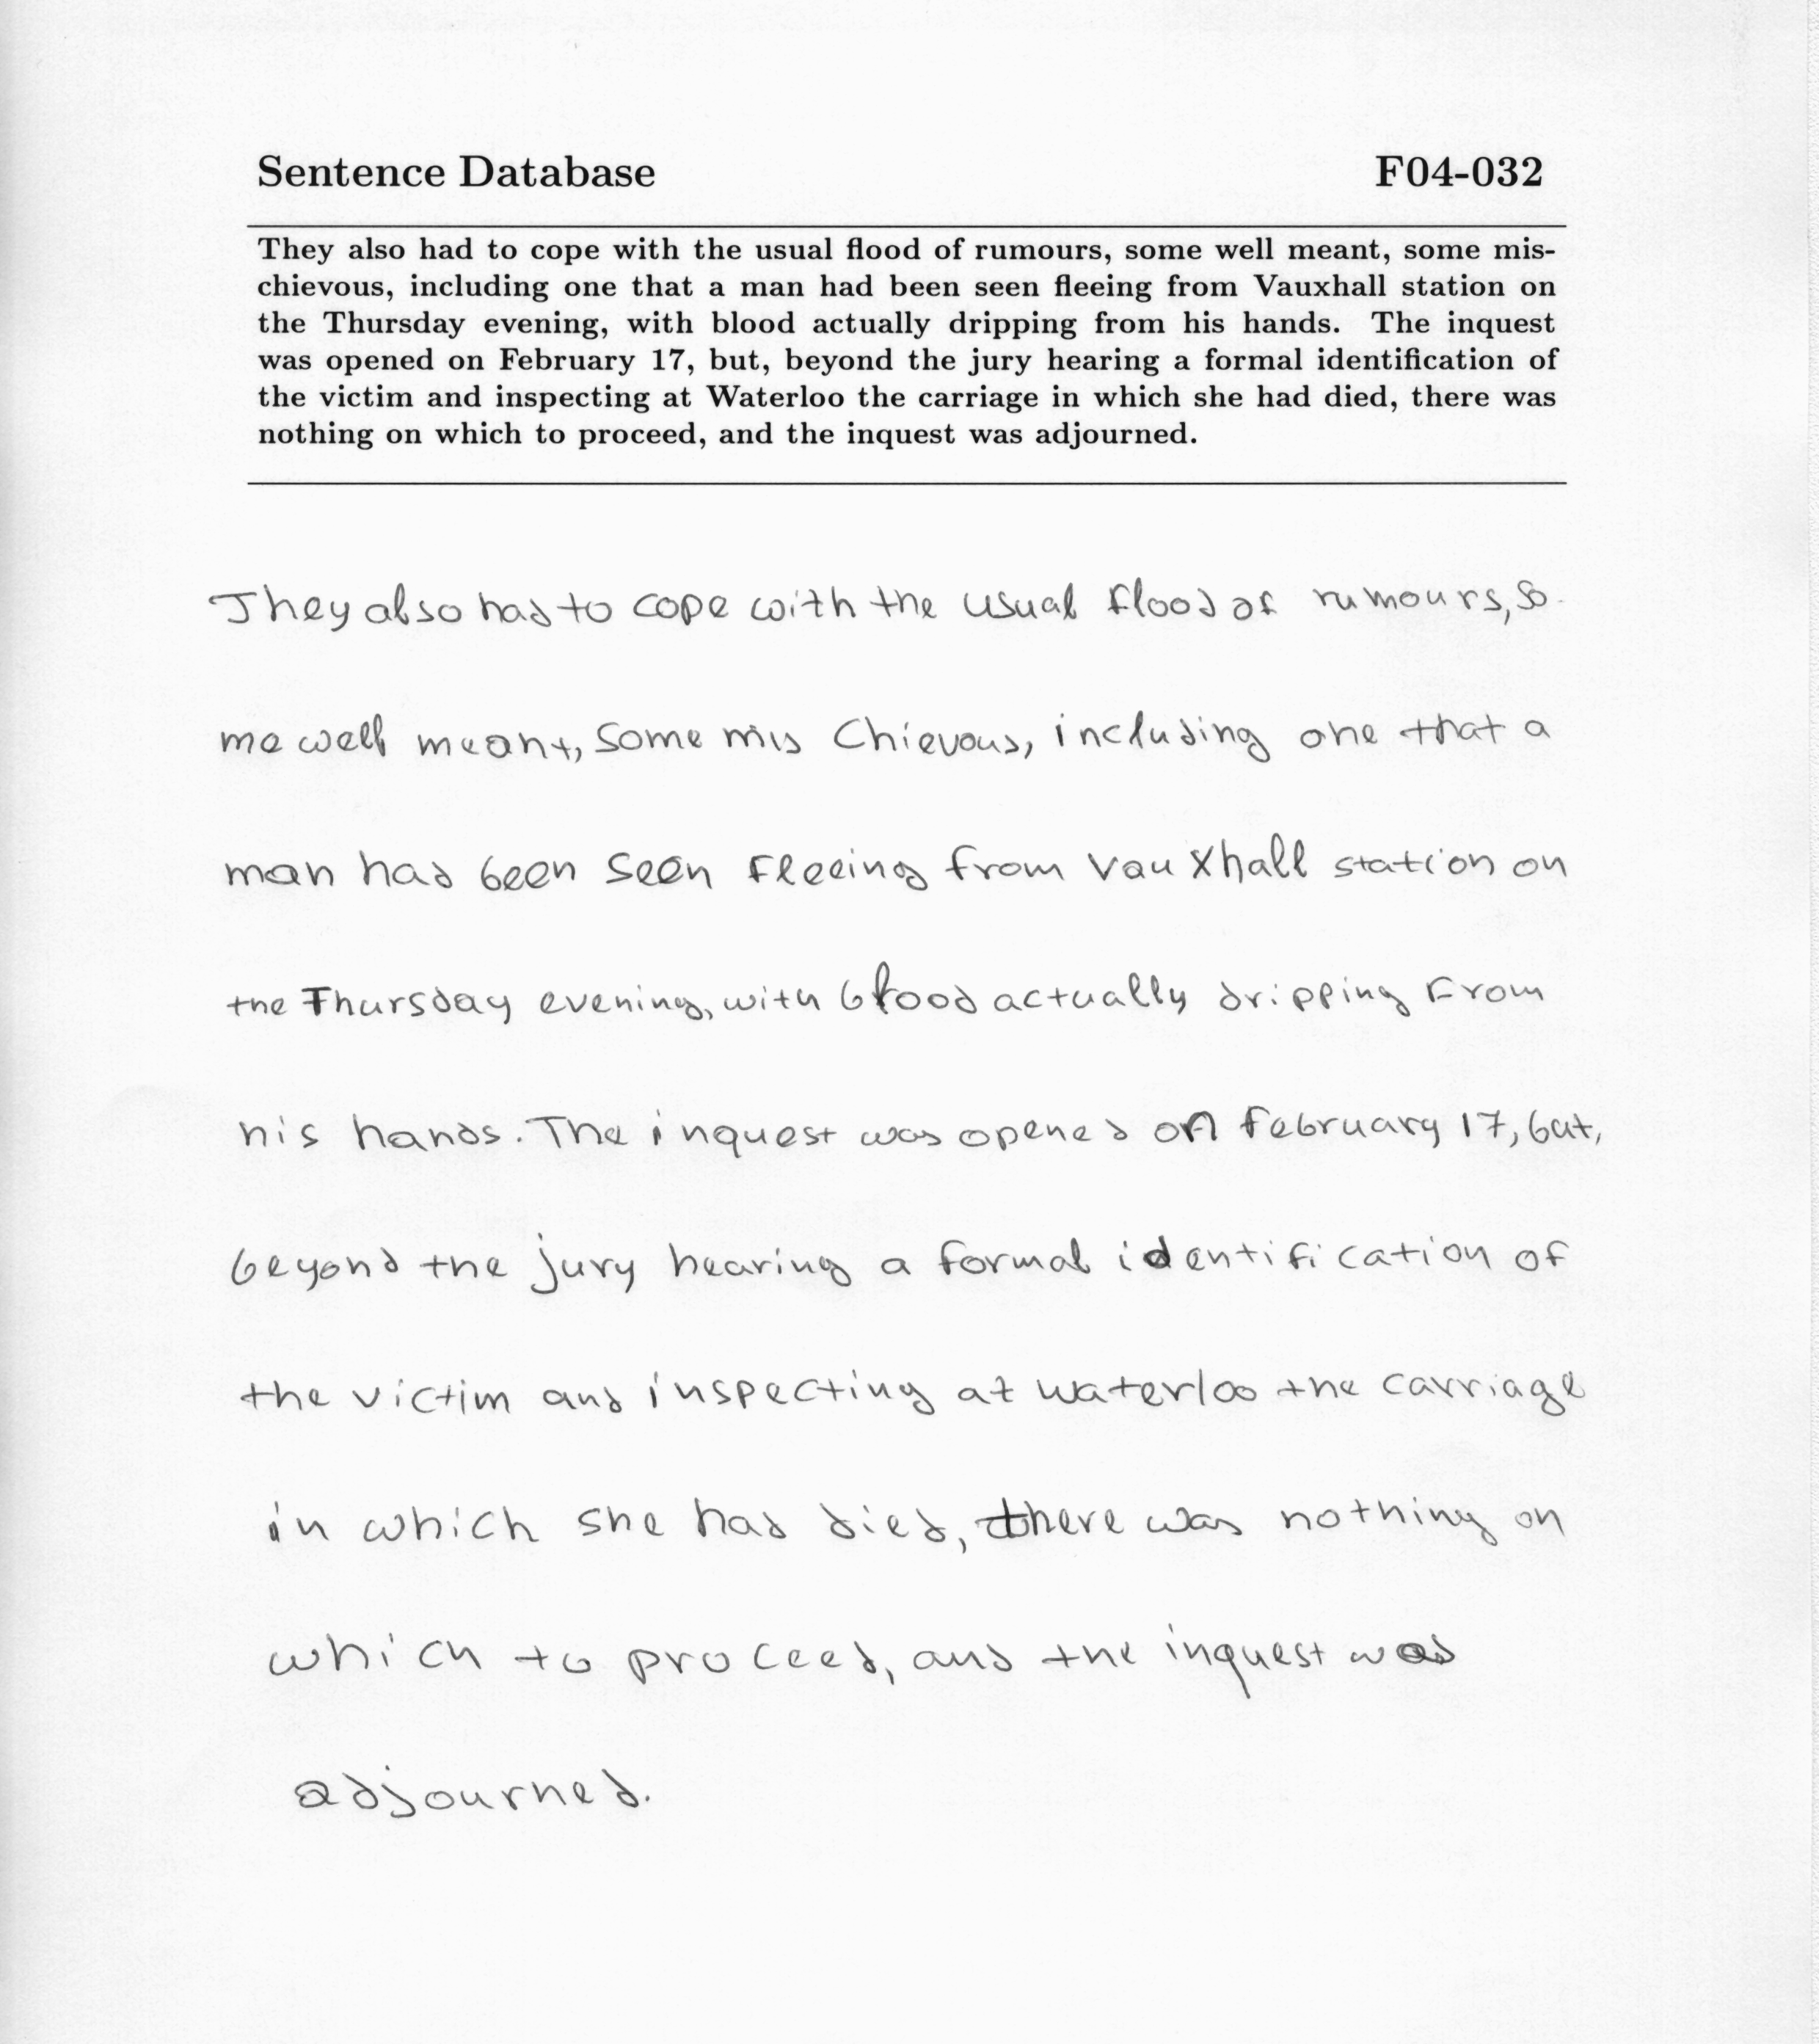 Sentence Database F04-032
They also had to cope with the usual flood of rumours, some well meant, some mis-
chievous, including one that a man had been seen fleeing from Vauxhall station on
the Thursday evening, with blood actually dripping from his hands. The inquest
was opened on February 17, but, beyond the jury hearing a formal identification of
the victim and inspecting at Waterloo the carriage in which she had died, there was
nothing on which to proceed, and the inquest was adjourned.
They also had to cope with the usual flood of rumours, so-
me well meant, some mis chievous, including one that a
man had been seen fleeing from Vauxhall station on
the Thursday evening, with blood actually dripping from
his hands. The inquest was opened on February 17, but,
beyond the jury hearing a formal identification of
the victim and inspecting at Waterloo the carriage
in which she had died, there was nothing on
which to proceed, and the inquest was
adjourned.